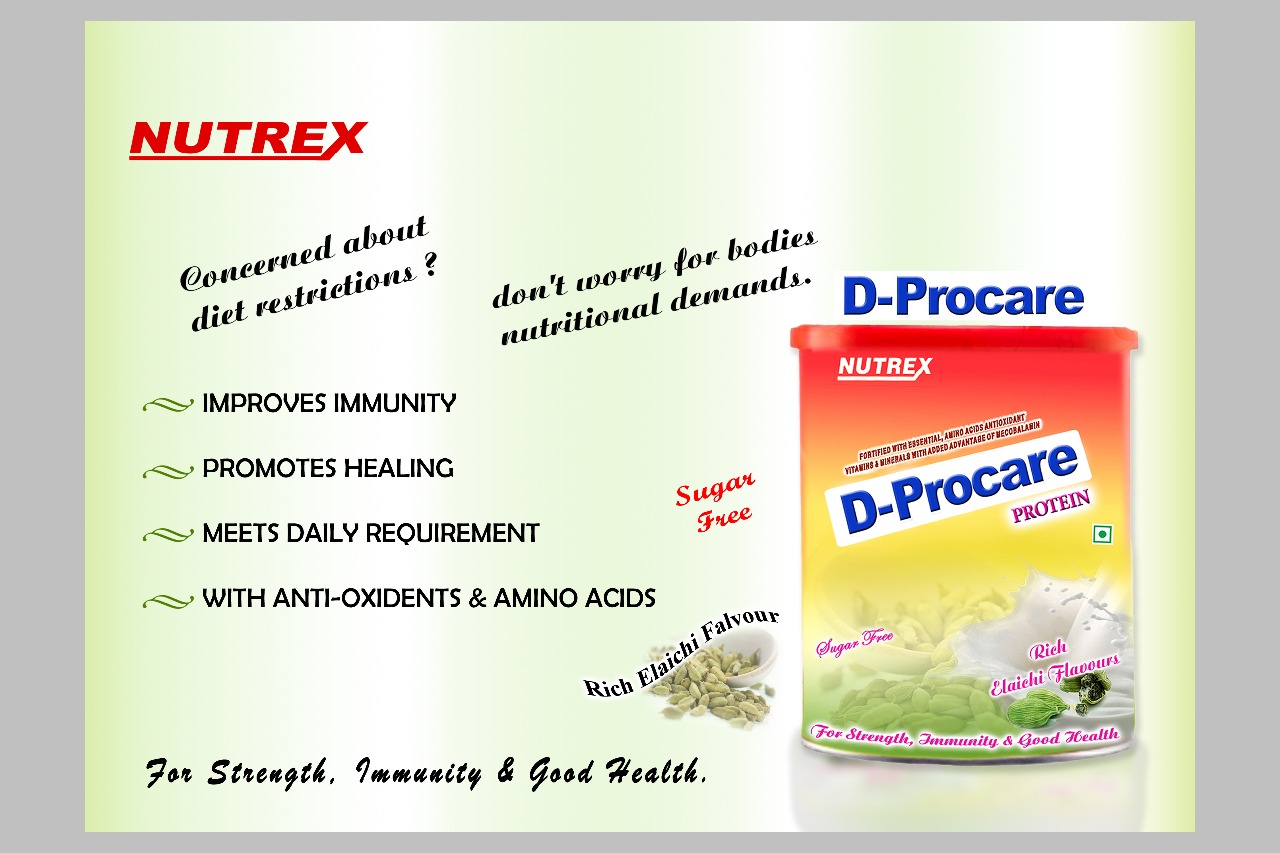 NUTREX
Concerned about
diet restrictions ?
don't worry for bodies
nutritional demands.
D-Procare
IMPROVES IMMUNITY
PROMOTES HEALING
MEETS DAILY REQUIREMENT
WITH ANTI-OXIDENTS & AMINO ACIDS
Sugar
Free
Rich Elaichi Falvour
For Strength, Immunity & Good Health.
NUTREX
FORTIFIED WITH ESSENTIAL, AMINO ACIDS ANTIOXIDANT
VITAMINS & MINERALS WITH ADDED ADVANTAGE OF MECOBALAMIN
D-Procare
PROTEIN
Sugar Free
Rich
Elaichi Flavours
For Strength, Immunity & Good Health